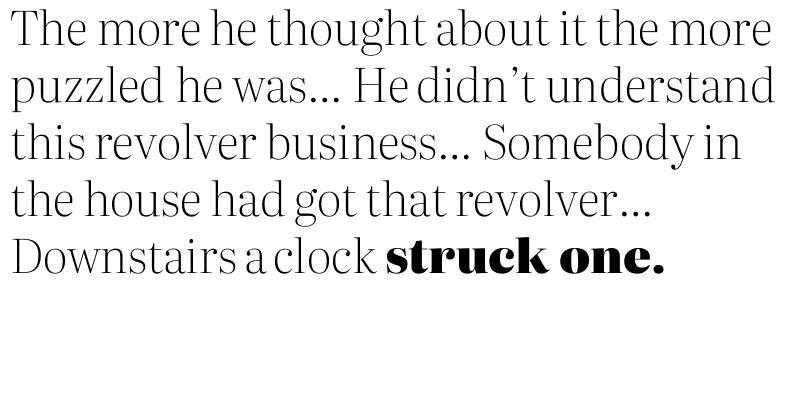 The more he thought about it the more
puzzled he was... He didn’t understand
this revolver business... Somebody in
the house had got that revolver...
Downstairs a clock struck one.